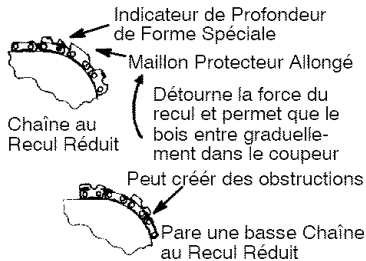 Indicateur de Profondeur
de Forme Spéciale
Maillon Protecteur Allongé
Chaîne au
Recul Réduit
Détourne la force du
recul et permet que le
bois entre graduelle-
ment dans le coupeur
Peut créér des obstructions
Pare une basse Chaîne
au Recul Réduit